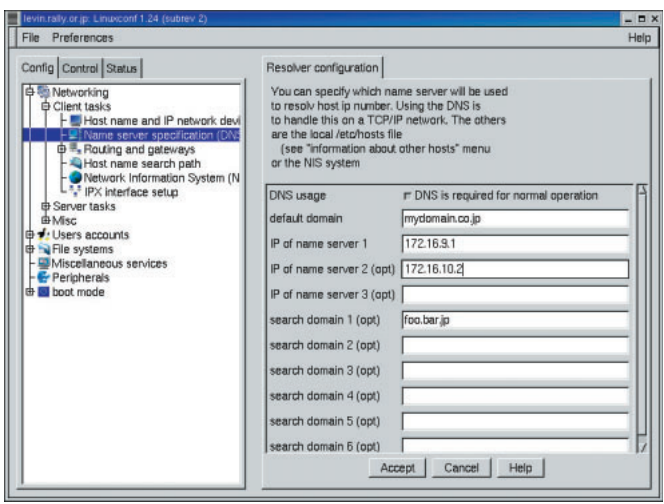 levin.rally.or.jp: Linuxconf 1.24 (subrev 2)
File Preferences Help
Config Control Status
Networking
Client tasks
Host name and IP network devi
Name server specification (DNS
Routing and gateways
Host name search path
Network Information System (N
IPX interface setup
Server tasks
Misc
Users accounts
File systems
Miscellaneous services
Peripherals
boot mode
Resolver configuration
You can specify which name server will be used
to resolv host ip number. Using the DNS is
to handle this on a TCP/IP network. The others
are the local /etc/hosts file
(see "information about other hosts" menu
or the NIS system
DNS usage DNS is required for normal operation
default domain mydomain.co.jp
IP of name server 1 172.16.9.1
IP of name server 2 (opt) 172.16.10.2
IP of name server 3 (opt)
search domain 1 (opt) foo.bar.jp
search domain 2 (opt)
search domain 3 (opt)
search domain 4 (opt)
search domain 5 (opt)
search domain 6 (opt)
Accept Cancel Help